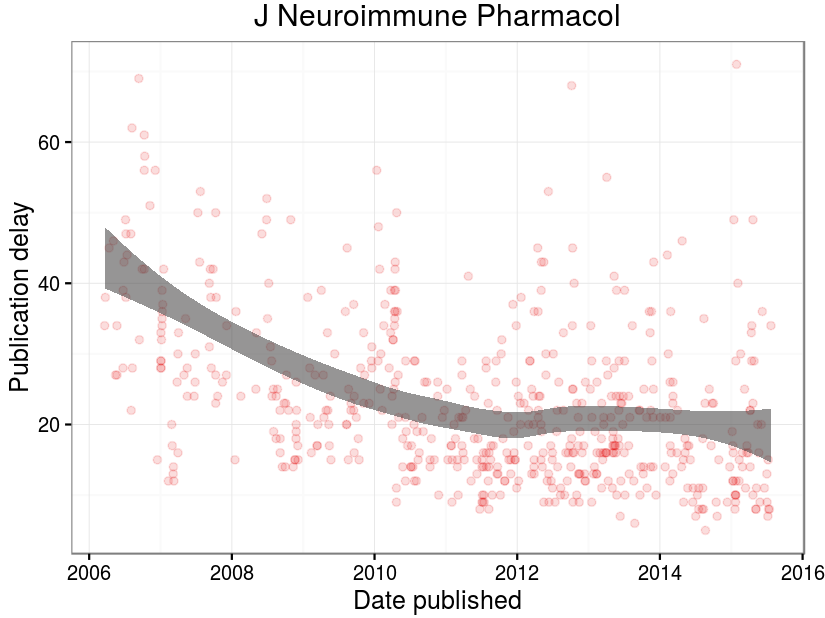 J Neuroimmune Pharmacol
Publication delay
60
40
20
2006 2008 2010 2012 2014 2016
Date published